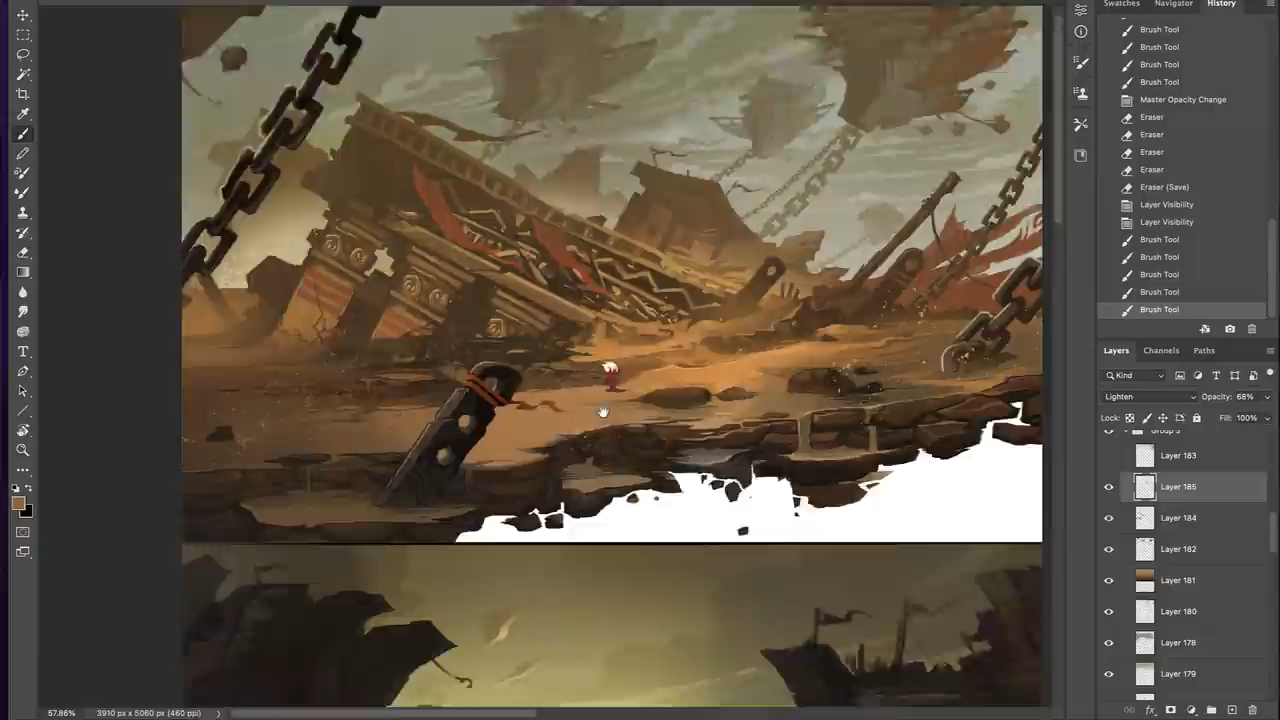 Swatches Navigator History
Brush Tool
Brush Tool
Brush Tool
Brush Tool
Master Opacity Change
Eraser
Eraser
Eraser
Eraser
Eraser (Save)
Layer Visibility
Layer Visibility
Brush Tool
Brush Tool
Brush Tool
Brush Tool
Brush Tool
Layers Channels Paths
Kind
Lighten Opacity: 68%
Lock: Fill: 100%
Group 3
Layer 183
Layer 185
Layer 184
Layer 182
Layer 181
Layer 180
Layer 178
Layer 179
fx
57.86% 3910 px x 5060 px (460 ppi)